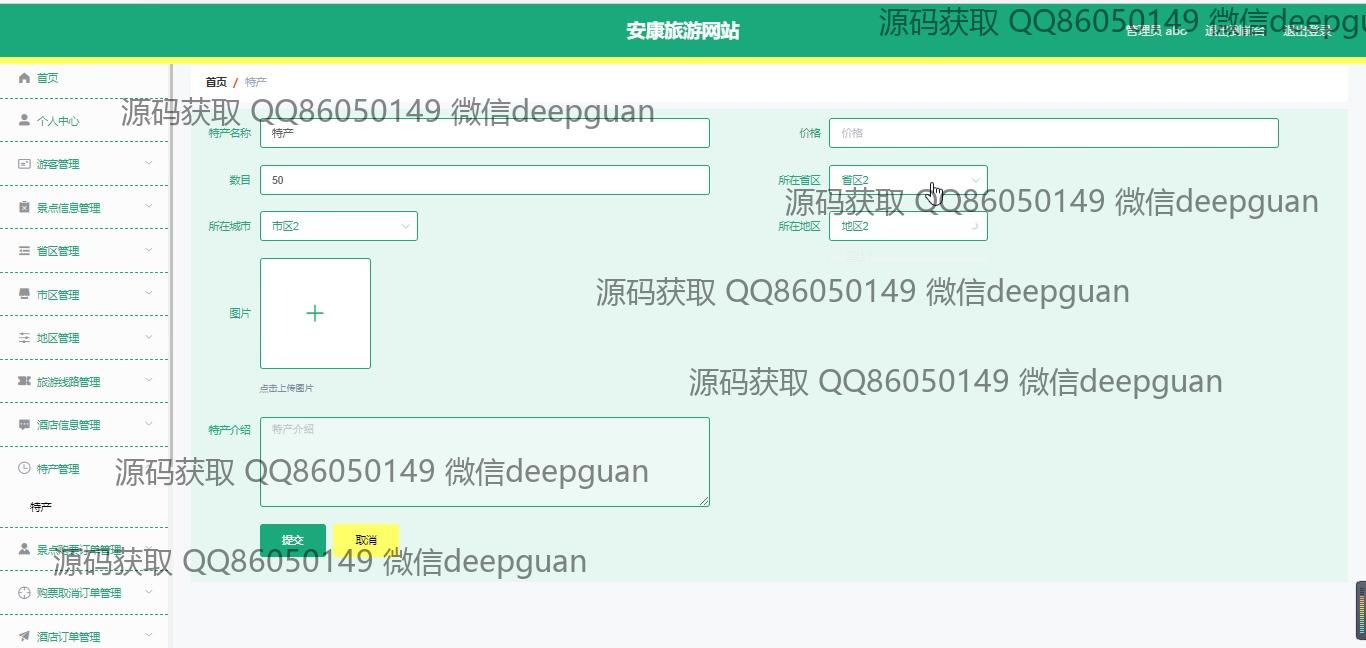 安康旅游网站
管理员 abo 退出到前台 退出登录
源码获取 QQ86050149 微信deepgu
首页
首页 / 特产
个人中心
源码获取 QQ86050149 微信deepguan
特产名称 特产
价格 价格
游客管理
数目 50
所在省区 省区2
景点信息管理
源码获取 QQ86050149 微信deepguan
所在城市 市区2
所在地区 地区2
省区管理
市区管理
源码获取 QQ86050149 微信deepguan
图片
地区管理
旅游线路管理
点击上传图片
源码获取 QQ86050149 微信deepguan
酒店信息管理
特产介绍 特产介绍
特产管理
源码获取 QQ86050149 微信deepguan
特产
提交 取消
景点购票订单管理
源码获取 QQ86050149 微信deepguan
购票取消订单管理
酒店订单管理